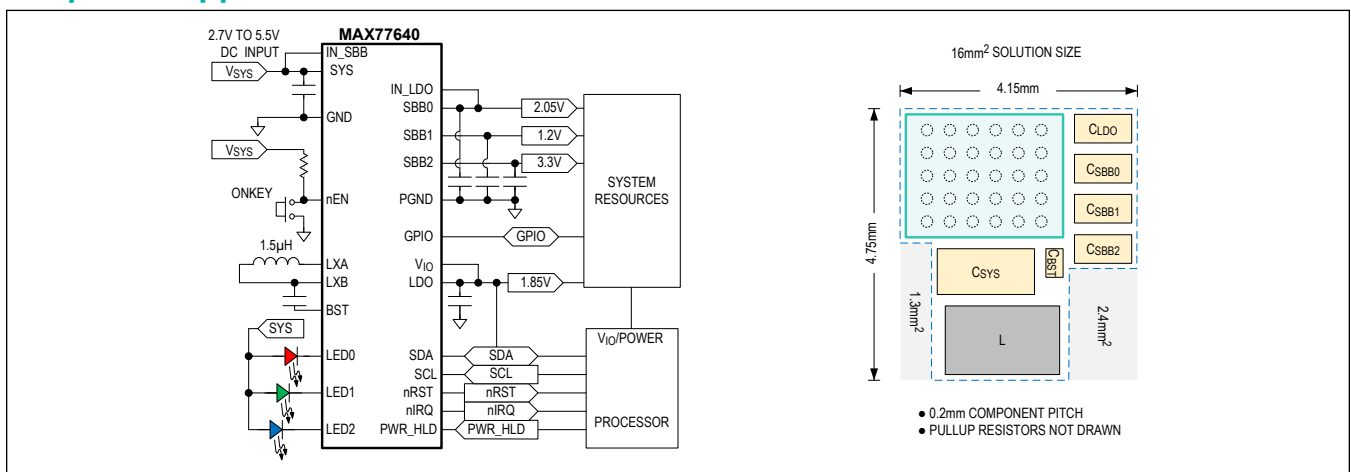 MAX77640
2.7V TO 5.5V
DC INPUT
VSYS
IN_SBB
SYS
GND
VSYS
ONKEY
nEN
1.5µH
LXA
LXB
BST
SYS
LED0
LED1
LED2
IN_LDO
SBB0
SBB1
SBB2
PGND
GPIO
VIO
LDO
SDA
SCL
nRST
nIRQ
PWR_HLD
2.05V
1.2V
3.3V
GPIO
1.85V
SDA
SCL
nRST
nIRQ
PWR_HLD
SYSTEM
RESOURCES
VIO/POWER
PROCESSOR
16mm2 SOLUTION SIZE
4.15mm
4.75mm
CLDO
CSBB0
CSBB1
CSBB2
CSYS
CBST
L
1.3mm2
2.4mm2
● 0.2mm COMPONENT PITCH
● PULLUP RESISTORS NOT DRAWN